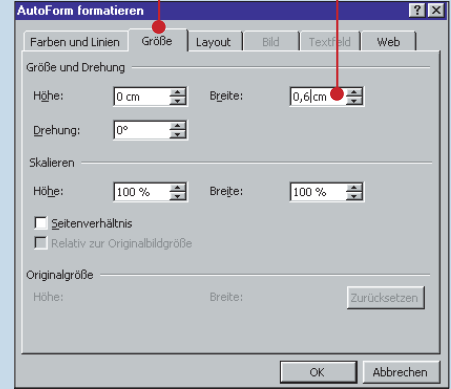 AutoForm formatieren
Farben und Linien Größe Layout Bild Textfeld Web
Größe und Drehung
Höhe: 0 cm Breite: 0,6 cm
Drehung: 0°
Skalieren
Höhe: 100 % Breite: 100 %
Seitenverhältnis
Relativ zur Originalbildgröße
Originalgröße
Höhe: Breite: Zurücksetzen
OK Abbrechen